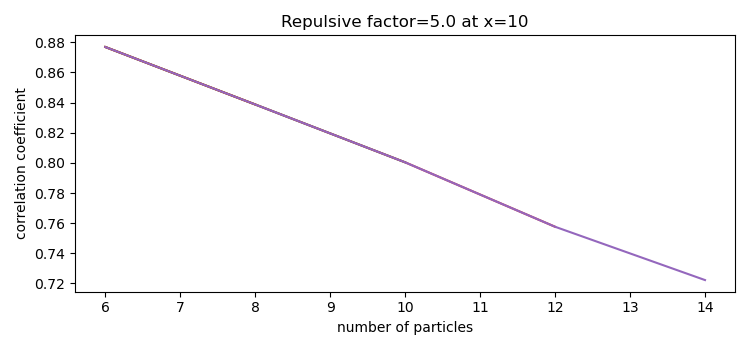 Repulsive factor=5.0 at x=10
correlation coefficient
0.88
0.86
0.84
0.82
0.80
0.78
0.76
0.74
0.72
6 7 8 9 10 11 12 13 14
number of particles